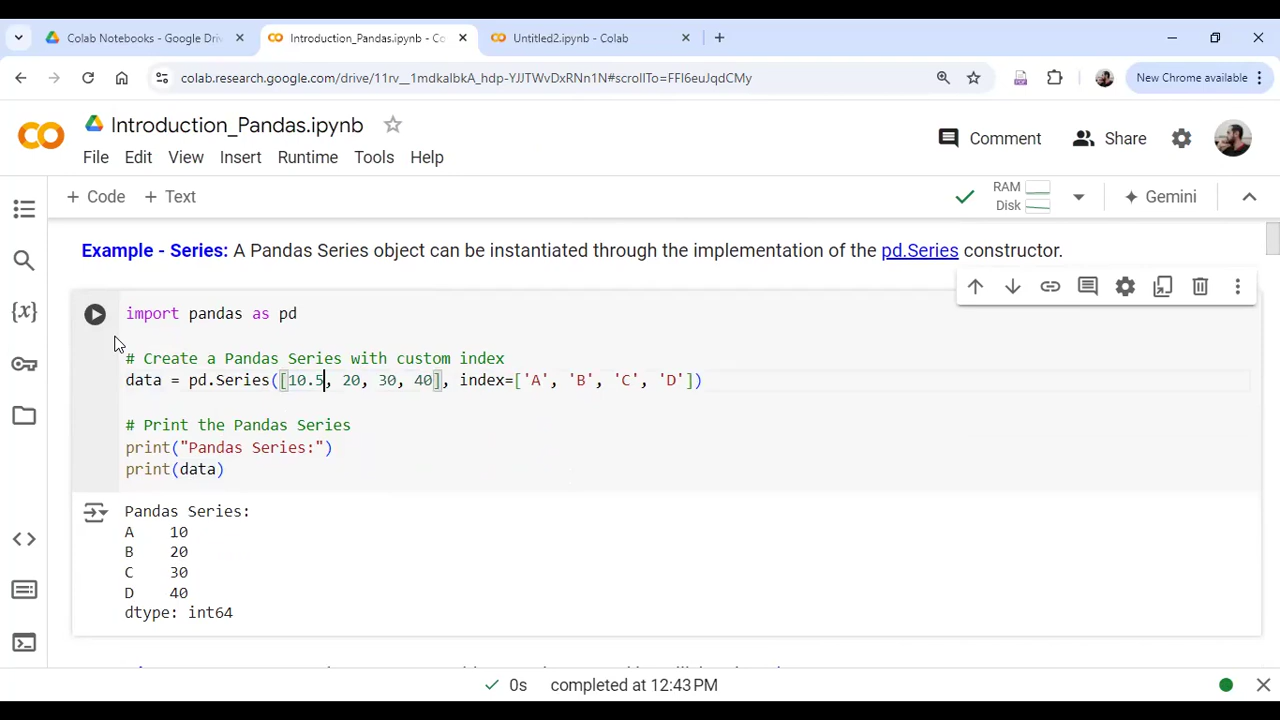 Colab Notebooks - Google Driv
Introduction_Pandas.ipynb - Co
Untitled2.ipynb - Colab
colab.research.google.com/drive/11rv__1mdkaIbkA_hdp-YJJTWvDxRNn1N#scrollTo=FFI6euJqdCMy
New Chrome available
Introduction_Pandas.ipynb
Comment
Share
File Edit View Insert Runtime Tools Help
+ Code + Text
RAM
Disk
Gemini
Example - Series: A Pandas Series object can be instantiated through the implementation of the pd.Series constructor.
import pandas as pd
# Create a Pandas Series with custom index
data = pd.Series([10.5, 20, 30, 40], index=['A', 'B', 'C', 'D'])
# Print the Pandas Series
print("Pandas Series:")
print(data)
Pandas Series:
A 10
B 20
C 30
D 40
dtype: int64
0s completed at 12:43 PM